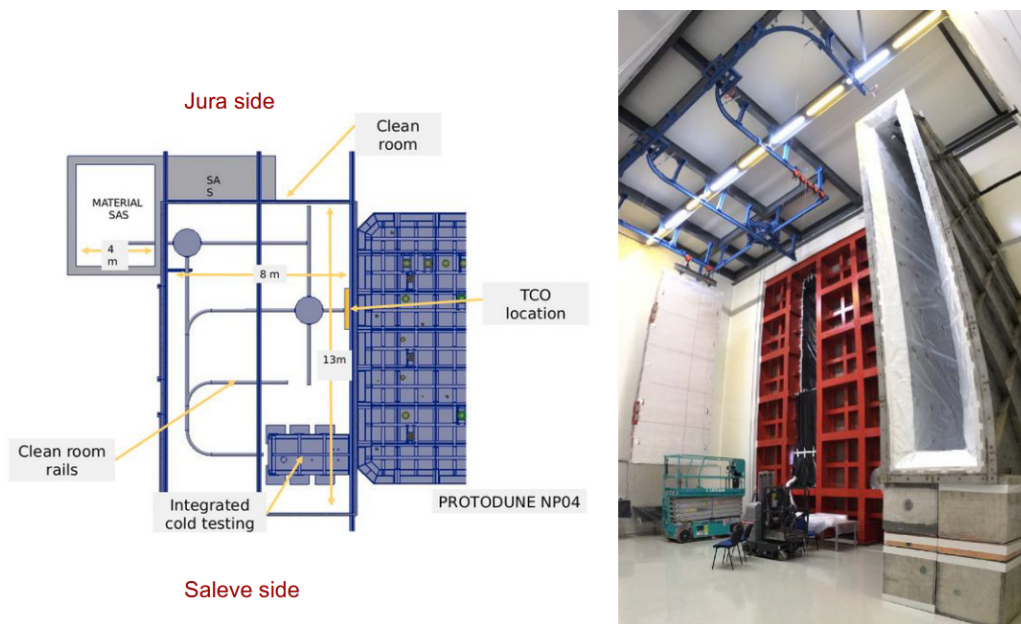 Jura side
Clean
room
SA
S
MATERIAL
SAS
4
m
8 m
TCO
location
13m
Clean room
rails
Integrated
cold testing
PROTODUNE NP04
Saleve side